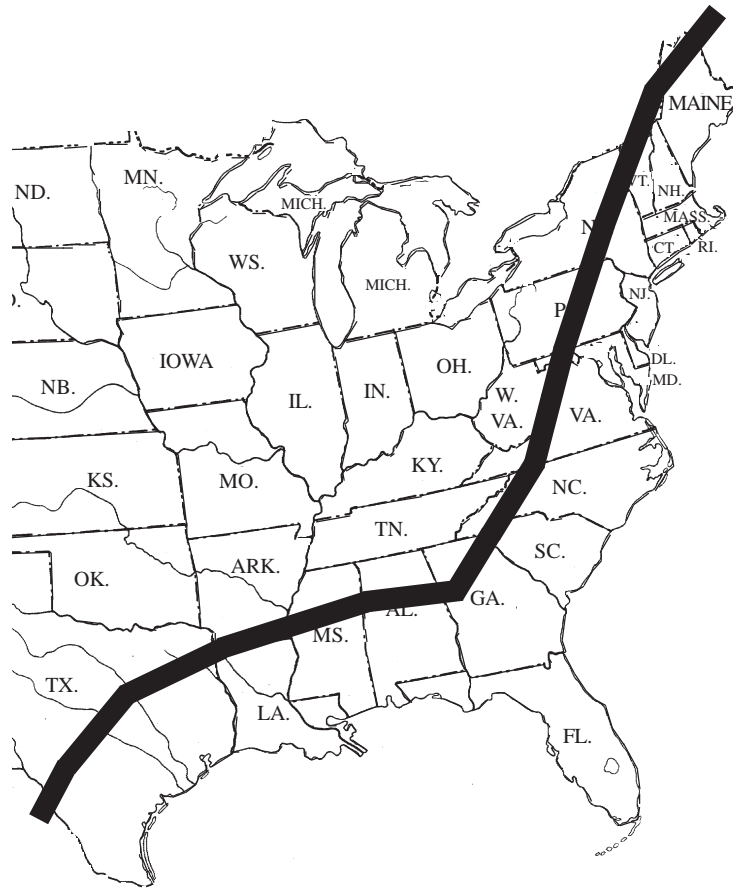 MAINE
ND.
MN.
MICH.
VT.
NH.
MASS.
N
WS.
CT.
RI.
MICH.
NJ.
P
IOWA
OH.
DL.
NB.
IN.
W.
VA.
MD.
IL.
VA.
KY.
KS.
MO.
NC.
TN.
SC.
ARK.
OK.
GA.
AL.
MS.
TX.
LA.
FL.